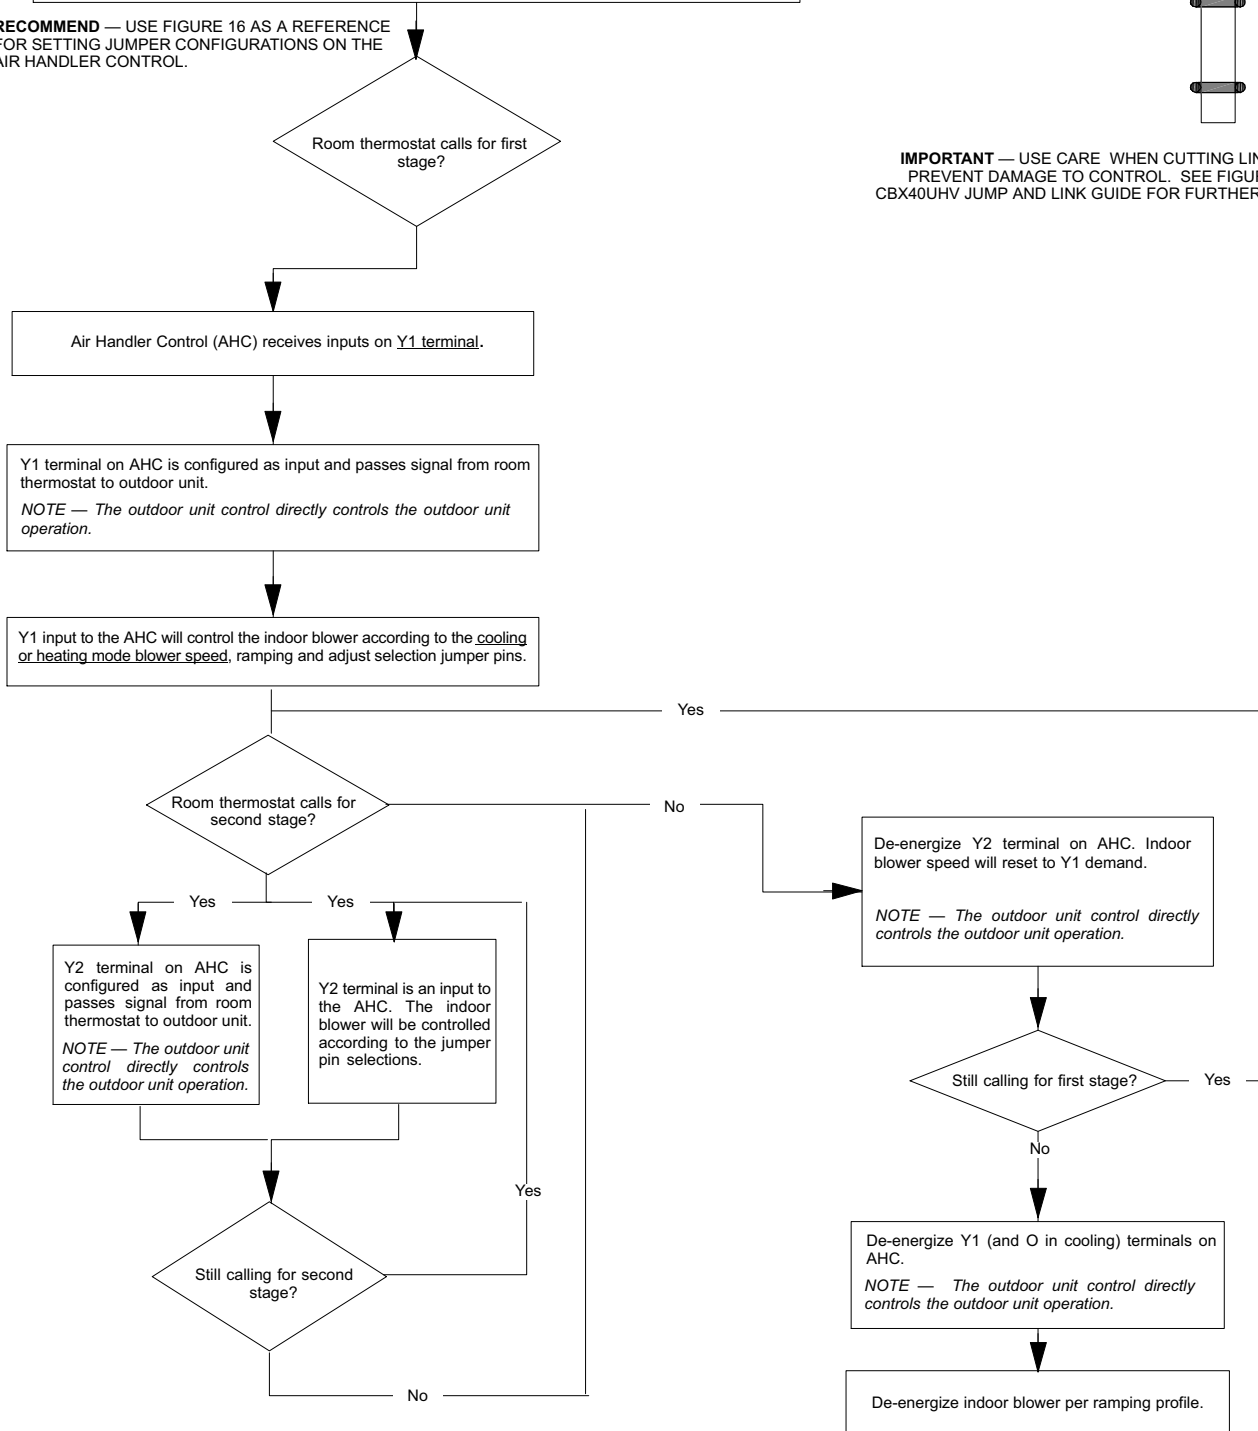 RECOMMEND — USE FIGURE 16 AS A REFERENCE
FOR SETTING JUMPER CONFIGURATIONS ON THE
AIR HANDLER CONTROL.
Room thermostat calls for first
stage?
IMPORTANT — USE CARE WHEN CUTTING
PREVENT DAMAGE TO CONTROL. SEE
CBX40UHV JUMP AND LINK GUIDE FOR FURTHER
Air Handler Control (AHC) receives inputs on Y1 terminal.
Y1 terminal on AHC is configured as input and passes signal from room
thermostat to outdoor unit.
NOTE — The outdoor unit control directly controls the outdoor unit
operation.
Y1 input to the AHC will control the indoor blower according to the cooling
or heating mode blower speed, ramping and adjust selection jumper pins.
Yes
Room thermostat calls for
second stage?
No
De-energize Y2 terminal on AHC. Indoor
blower speed will reset to Y1 demand.
NOTE — The outdoor unit control directly
controls the outdoor unit operation.
Yes
Yes
Y2 terminal on AHC is
configured as input and
passes signal from room
thermostat to outdoor unit.
NOTE — The outdoor unit
control directly controls
the outdoor unit operation.
Y2 terminal is an input to
the AHC. The indoor
blower will be controlled
according to the jumper
pin selections.
Still calling for first stage?
Yes
No
Yes
Still calling for second
stage?
No
De-energize Y1 (and O in cooling) terminals on
AHC.
NOTE — The outdoor unit control directly
controls the outdoor unit operation.
De-energize indoor blower per ramping profile.